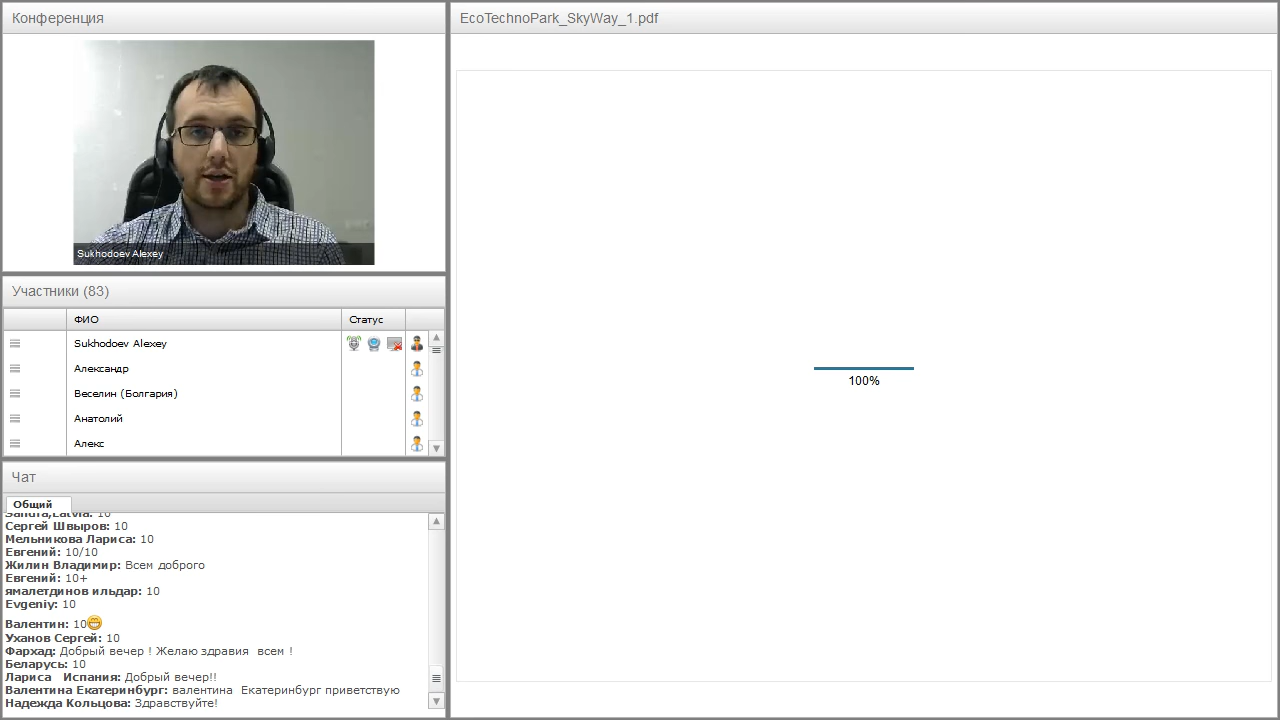 Конференция
Sukhodoev Alexey
Участники (83)
ФИО Статус
Sukhodoev Alexey
Александр
Веселин (Болгария)
Анатолий
Алекс
Чат
Общий
Sandra,Latvia: 10
Сергей Швыров: 10
Мельникова Лариса: 10
Евгений: 10/10
Жилин Владимир: Всем доброго
Евгений: 10+
ямалетдинов ильдар: 10
Evgeniy: 10
Валентин: 10
Уханов Сергей: 10
Фархад: Добрый вечер ! Желаю здравия всем !
Беларусь: 10
Лариса Испания: Добрый вечер!!
Валентина Екатеринбург: валентина Екатеринбург приветствую
Надежда Кольцова: Здравствуйте!
EcoTechnoPark_SkyWay_1.pdf
100%